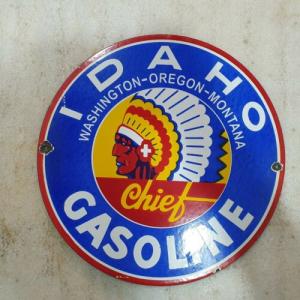 IDAHO
WASHINGTON-OREGON-MONTANA
Chief
GASOLINE